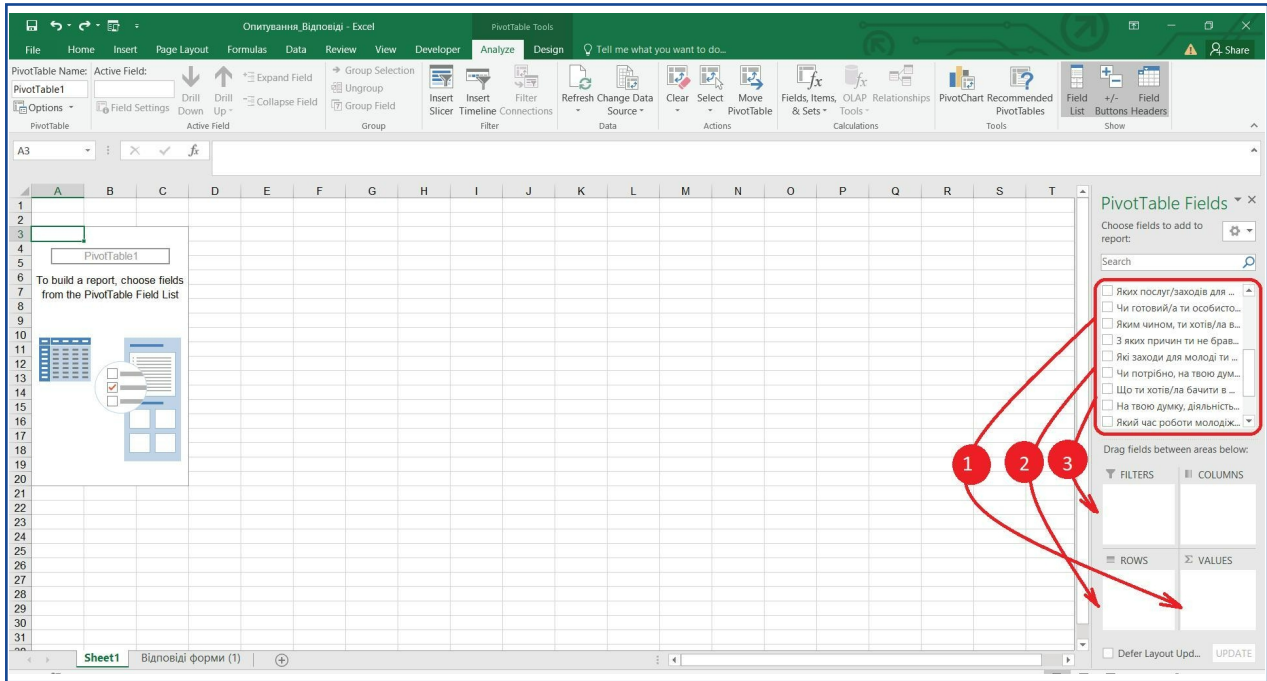 Опитування_Відповіді - Excel
PivotTable Tools
File Home Insert Page Layout Formulas Data Review View Developer Analyze Design Tell me what you want to do... Share
PivotTable Name: Active Field:
PivotTable1
Options Field Settings
Drill Down
Drill Up
Expand Field
Collapse Field
Group Selection
Ungroup
Group Field
Insert Slicer
Insert Timeline
Filter Connections
Refresh
Change Data Source
Clear
Select
Move PivotTable
Fields, Items, & Sets
OLAP Tools
Relationships
PivotChart
Recommended PivotTables
Field List
+/- Buttons
Field Headers
PivotTable Active Field Group Filter Data Actions Calculations Tools Show
A3 fx
A B C D E F G H I J K L M N O P Q R S T
1
2
3
4
5
6
7
8
9
10
11
12
13
14
15
16
17
18
19
20
21
22
23
24
25
26
27
28
29
30
31
PivotTable1
To build a report, choose fields
from the PivotTable Field List
PivotTable Fields
Choose fields to add to
report:
Search
Яких послуг/заходів для ...
Чи готовий/а ти особисто...
Яким чином, ти хотів/ла в...
З яких причин ти не брав...
Які заходи для молоді ти ...
Чи потрібно, на твою дум...
Що ти хотів/ла бачити в ...
На твою думку, діяльність...
Який час роботи молодіж...
1 2 3
Drag fields between areas below:
FILTERS COLUMNS
ROWS Σ VALUES
Defer Layout Upd... UPDATE
Sheet1 Відповіді форми (1)